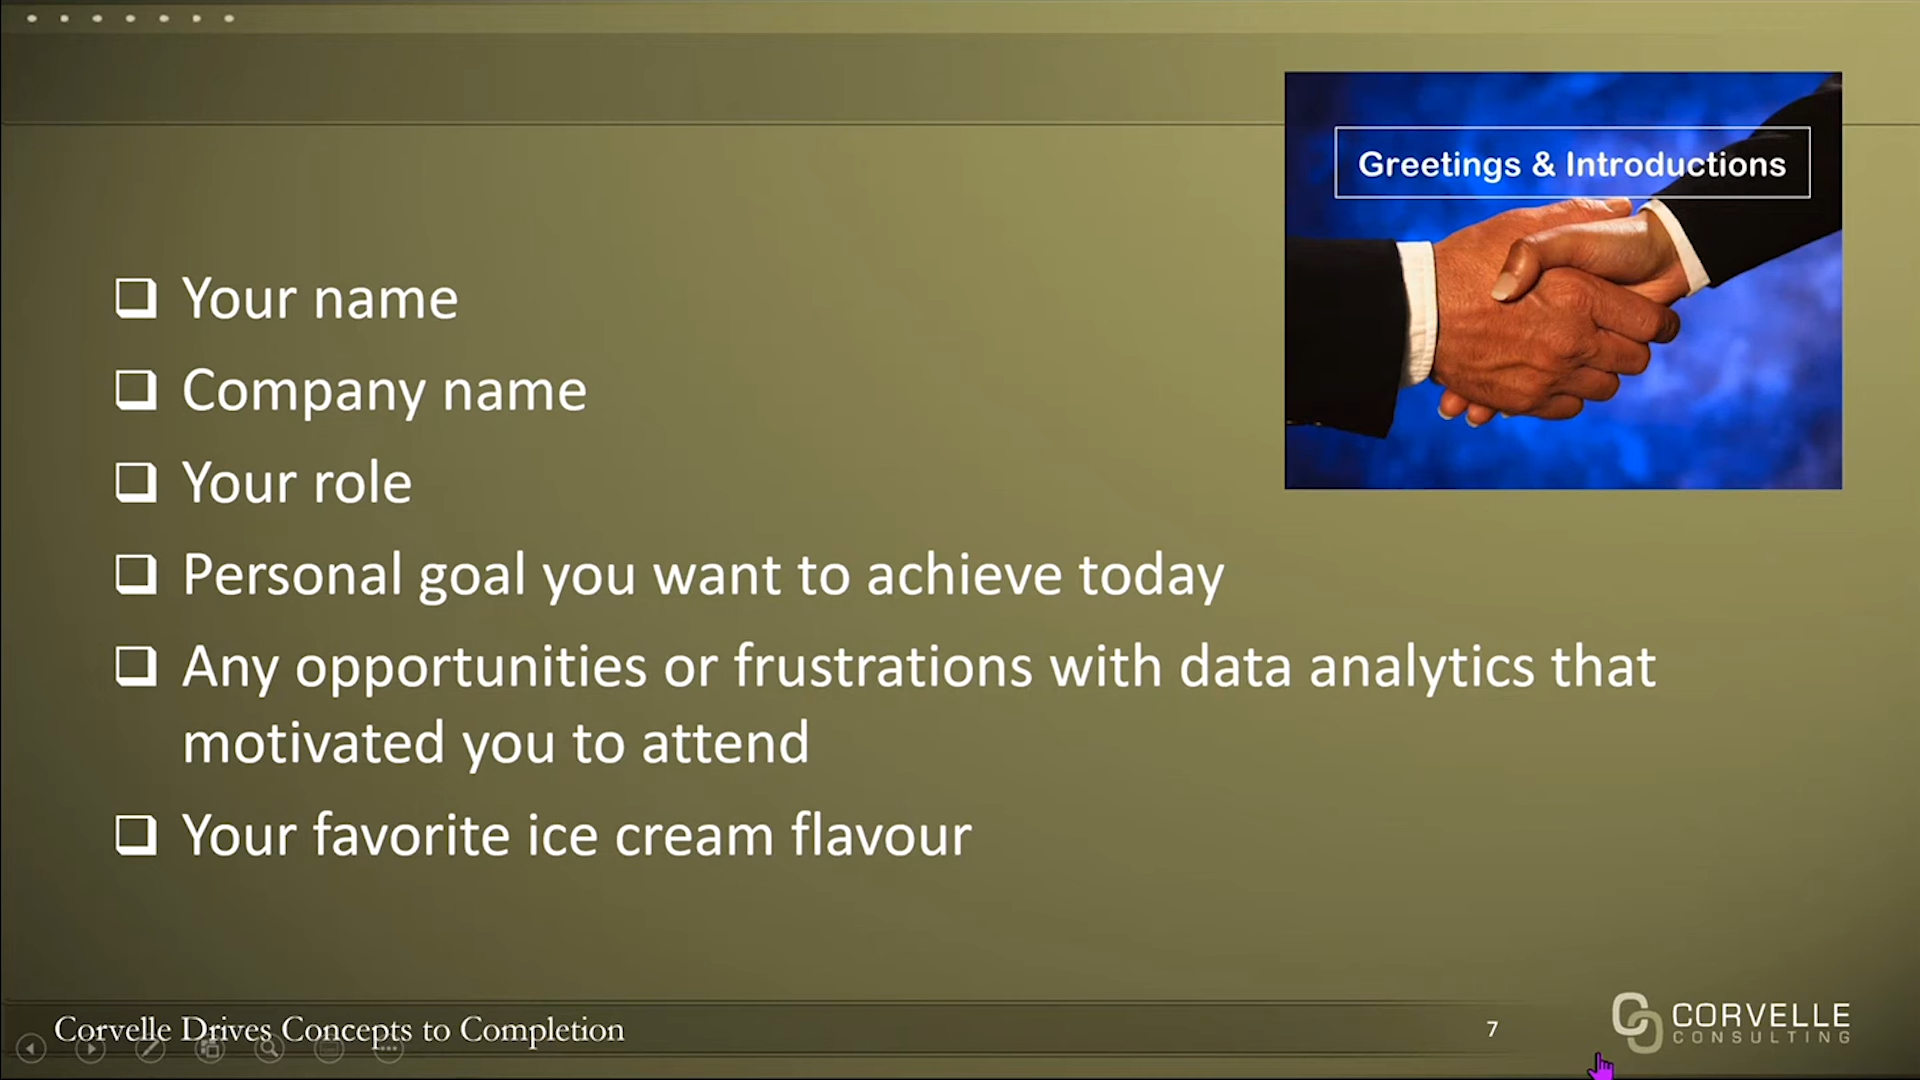 Greetings & Introductions
Your name
Company name
Your role
Personal goal you want to achieve today
Any opportunities or frustrations with data analytics that
motivated you to attend
Your favorite ice cream flavour
Corvelle Drives Concepts to Completion
7
CORVELLE
CONSULTING